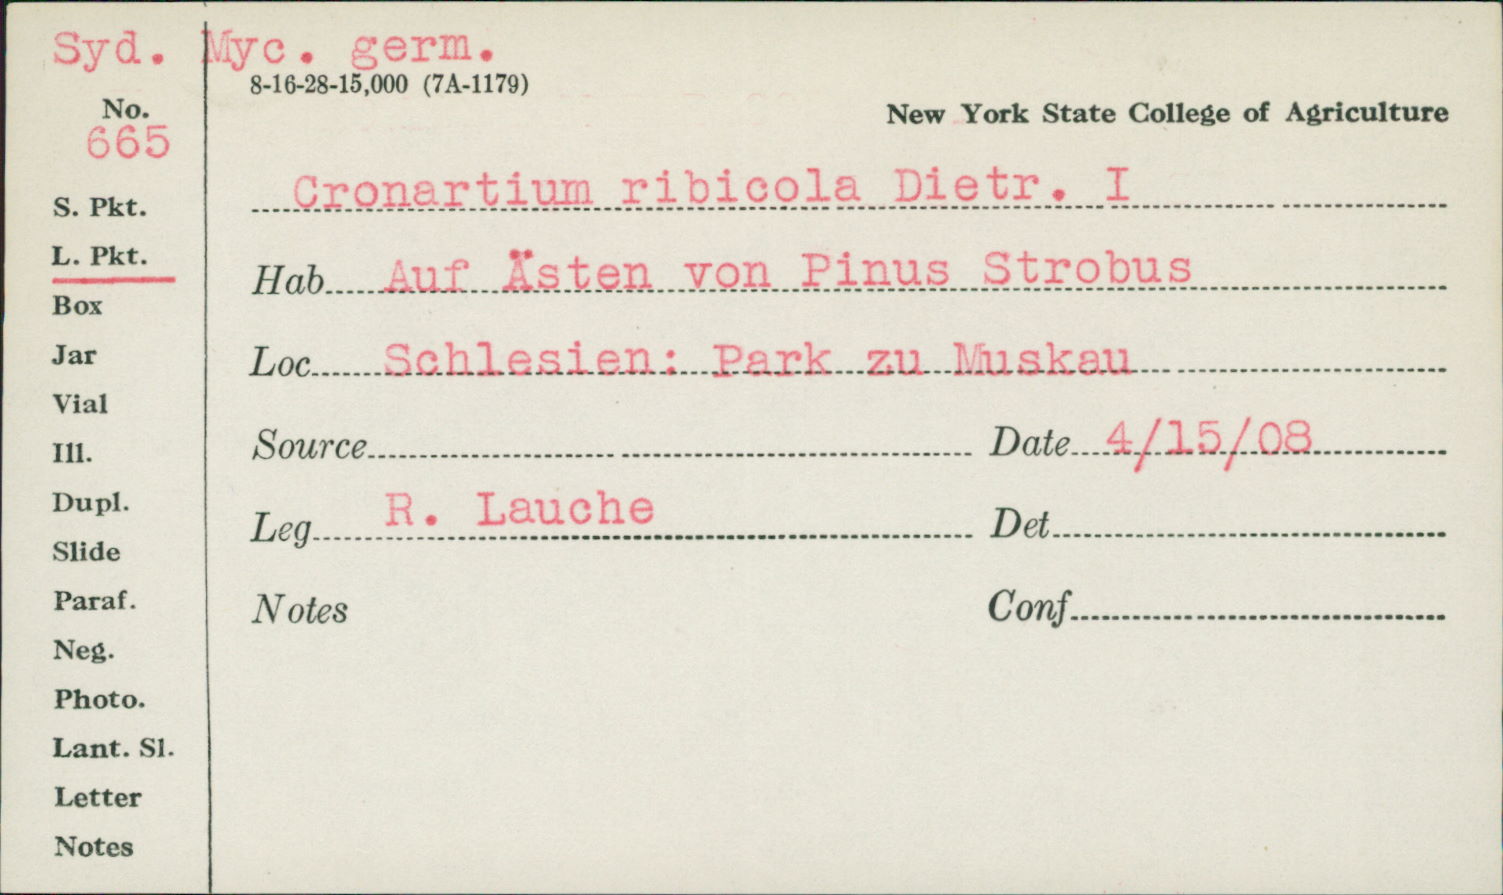 Syd. Myc. germ.
8-16-28-15,000 (7A-1179)
No.
665
New York State College of Agriculture
Cronartium ribicola Dietr. I
S. Pkt.
L. Pkt.
Hab Auf Ästen von Pinus Strobus
Box
Jar
Loc Schlesien: Park zu Muskau
Vial
Ill.
Source Date 4/15/08
Dupl.
Leg R. Lauche Det
Slide
Paraf.
Notes Conf
Neg.
Photo.
Lant. Sl.
Letter
Notes